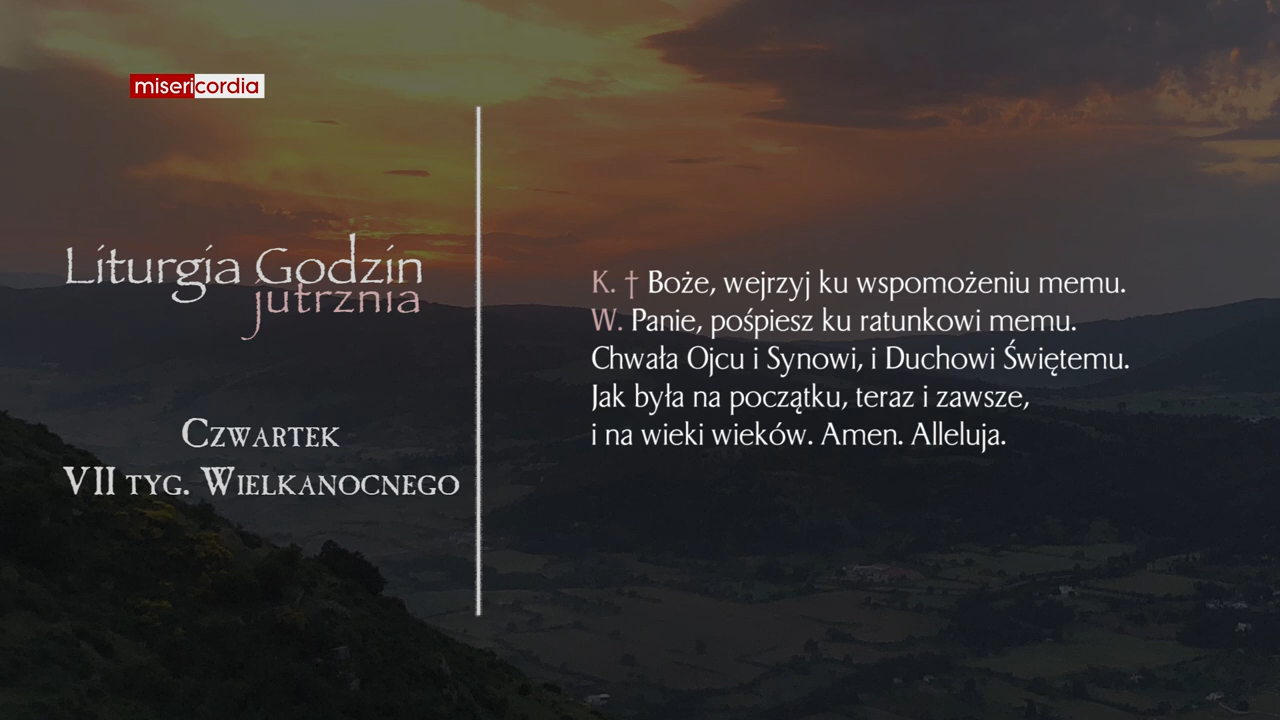 misericordia
Liturgia Godzin
jutrznia
Czwartek
VII tyg. Wielkanocnego
K. † Boże, wejrzyj ku wspomożeniu memu.
W. Panie, pośpiesz ku ratunkowi memu.
Chwała Ojcu i Synowi, i Duchowi Świętemu.
Jak była na początku, teraz i zawsze,
i na wieki wieków. Amen. Alleluja.